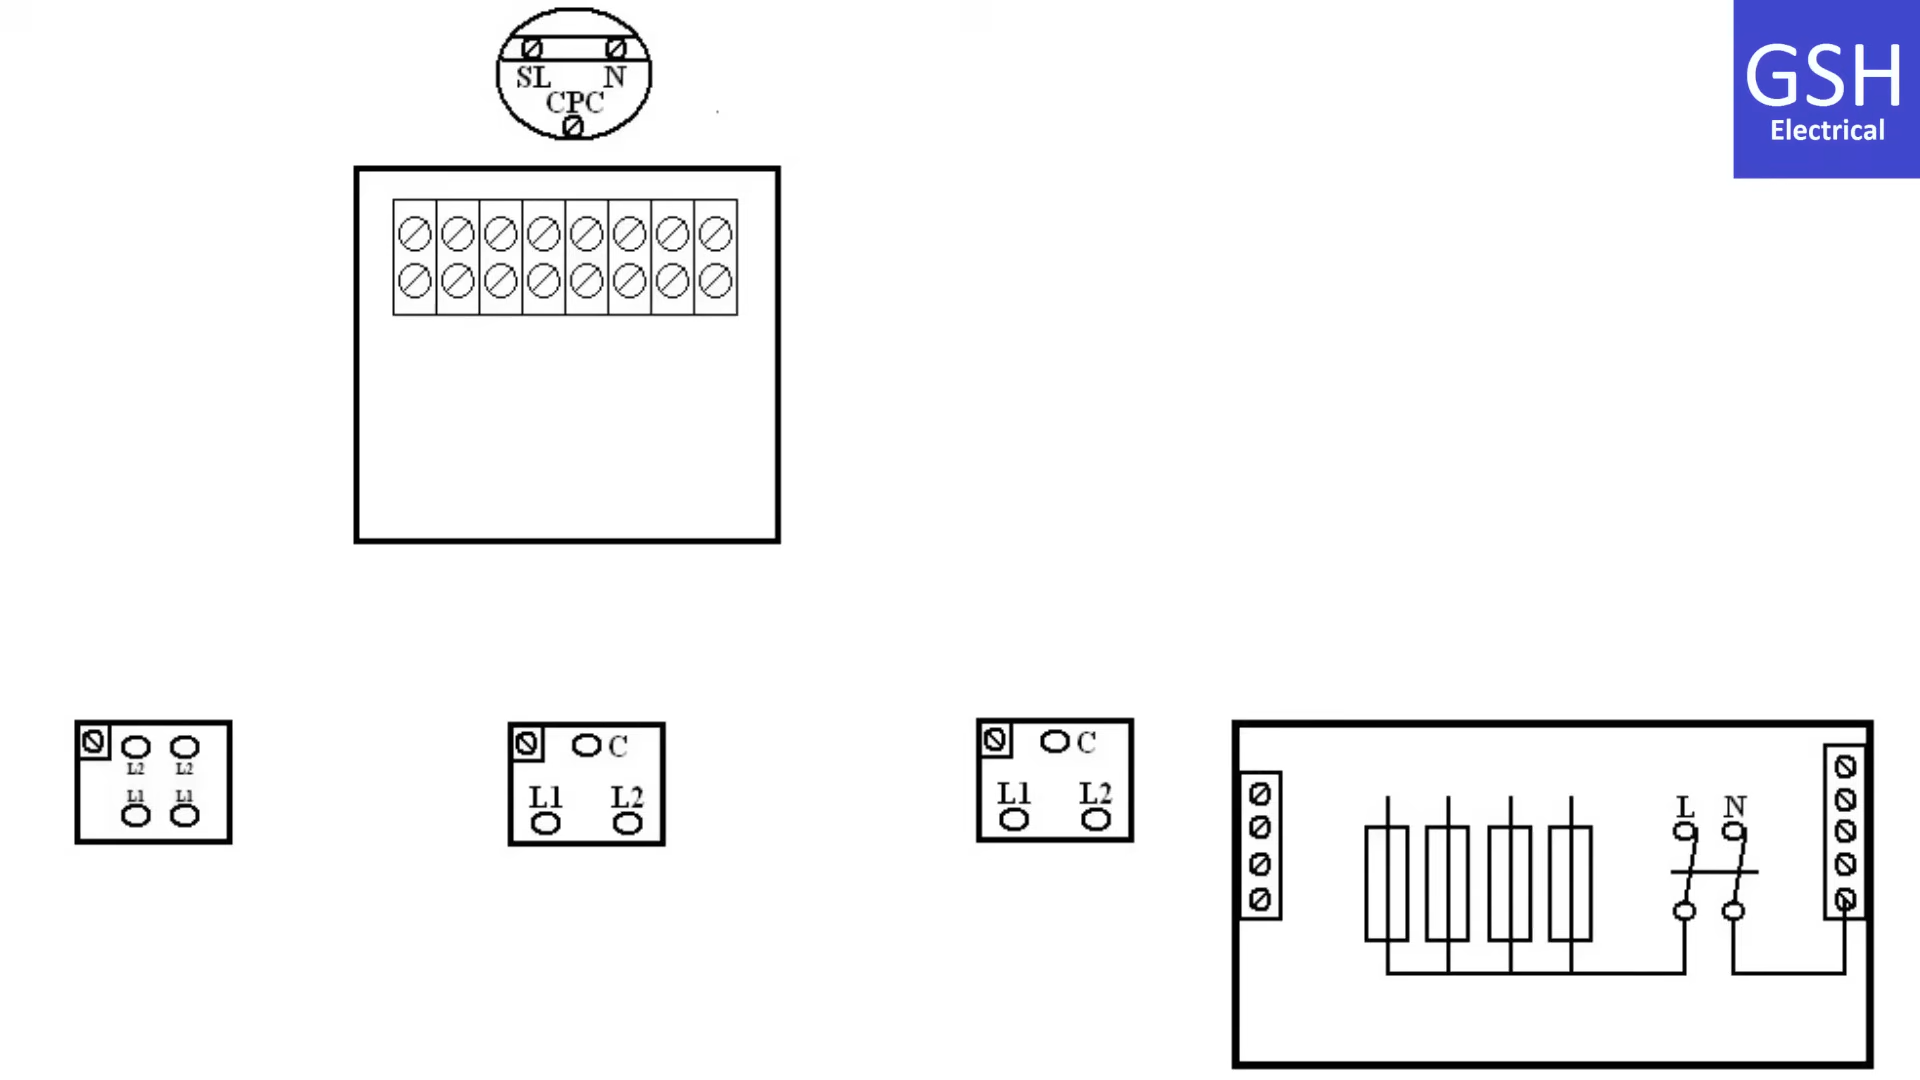 SL N
CPC
GSH
Electrical
L2 L2
L1 L1
C
L1 L2
C
L1 L2
L N